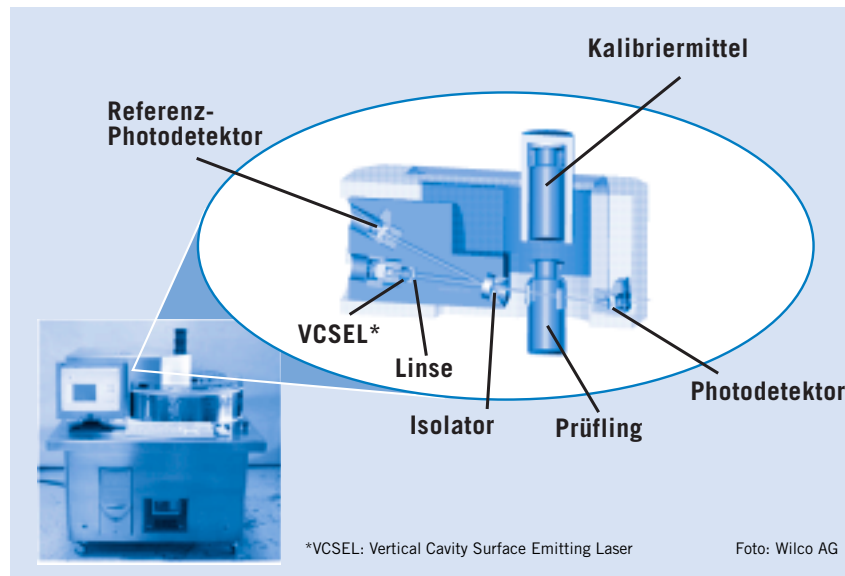 Kalibriermittel
Referenz-
Photodetektor
VCSEL*
Linse
Isolator
Prüfling
Photodetektor
*VCSEL: Vertical Cavity Surface Emitting Laser
Foto: Wilco AG